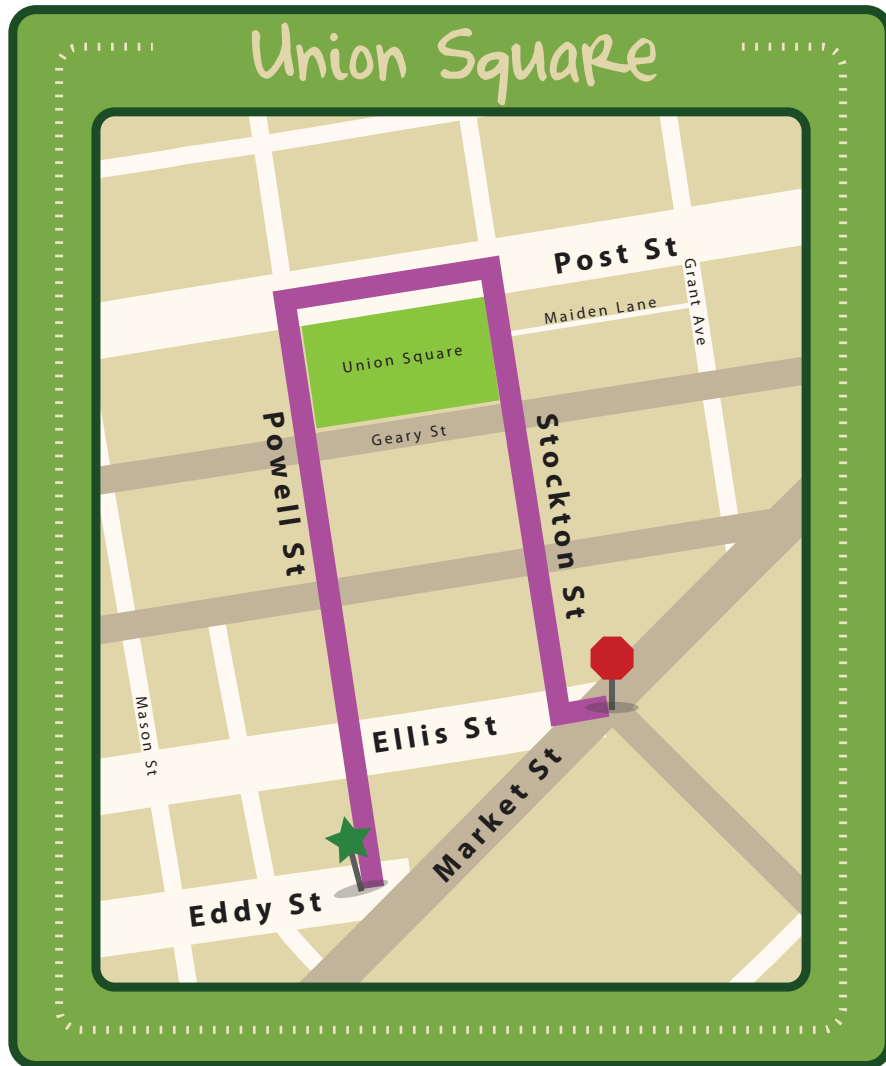 Union Square
Post St
Grant Ave
Maiden Lane
Union Square
Geary St
Powell St
Stockton St
Mason St
Ellis St
Market St
Eddy St